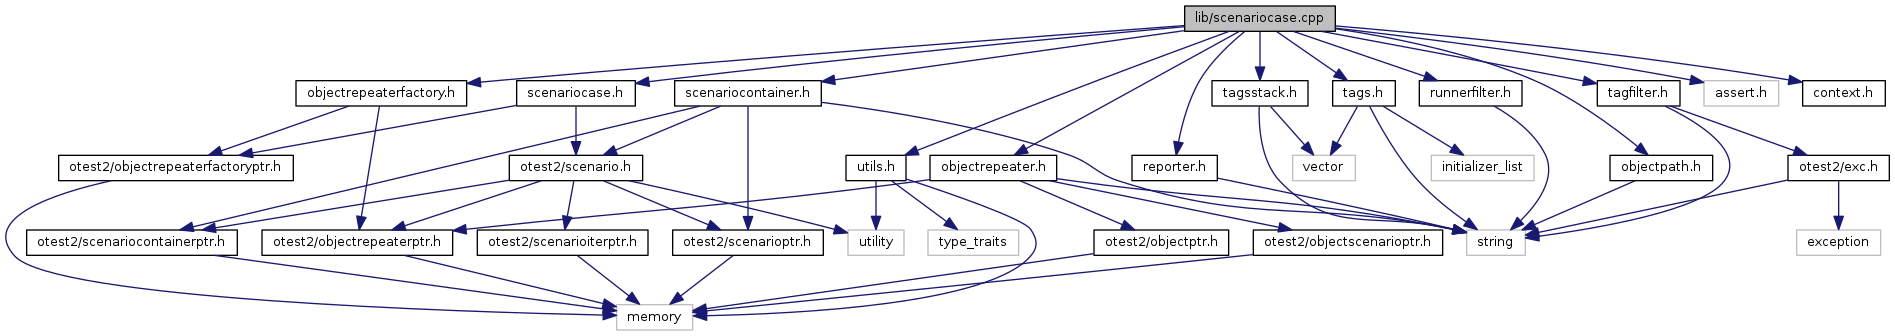 lib/scenariocase.cpp
objectrepeaterfactory.h
scenariocase.h
scenariocontainer.h
tagsstack.h
tags.h
runnerfilter.h
tagfilter.h
assert.h
context.h
otest2/objectrepeaterfactoryptr.h
otest2/scenario.h
utils.h
objectrepeater.h
reporter.h
vector
initializer_list
objectpath.h
otest2/exc.h
otest2/scenariocontainerptr.h
otest2/objectrepeaterptr.h
otest2/scenarioiterptr.h
otest2/scenarioptr.h
utility
type_traits
otest2/objectptr.h
otest2/objectscenarioptr.h
string
exception
memory